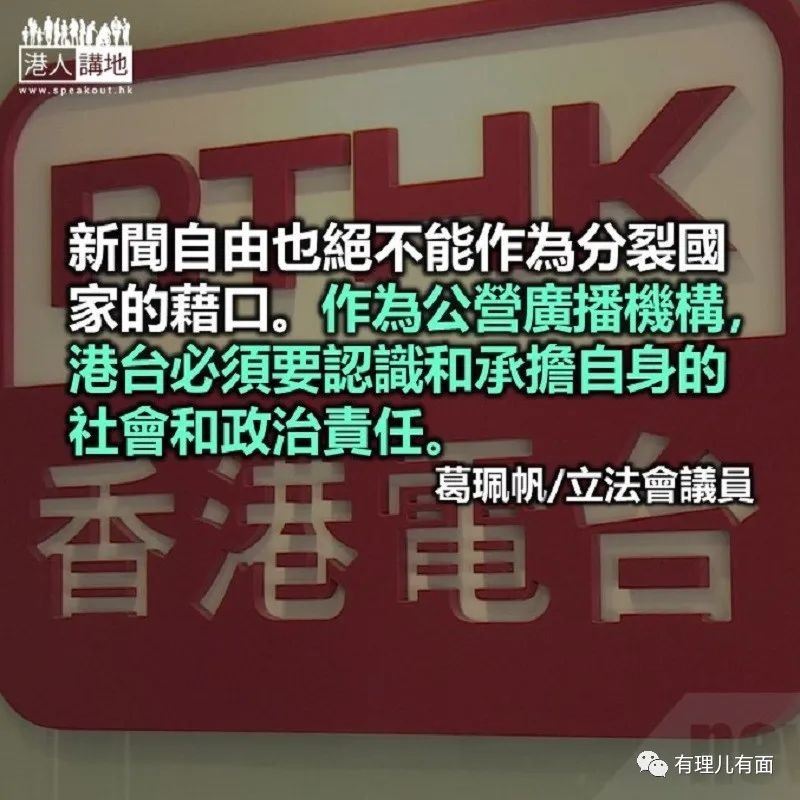 港人講地
www.speakout.hk
RTHK
新聞自由也絕不能作為分裂國
家的藉口。作為公營廣播機構，
港台必須要認識和承擔自身的
社會和政治責任。
葛珮帆/立法會議員
香港電台
有理儿有面